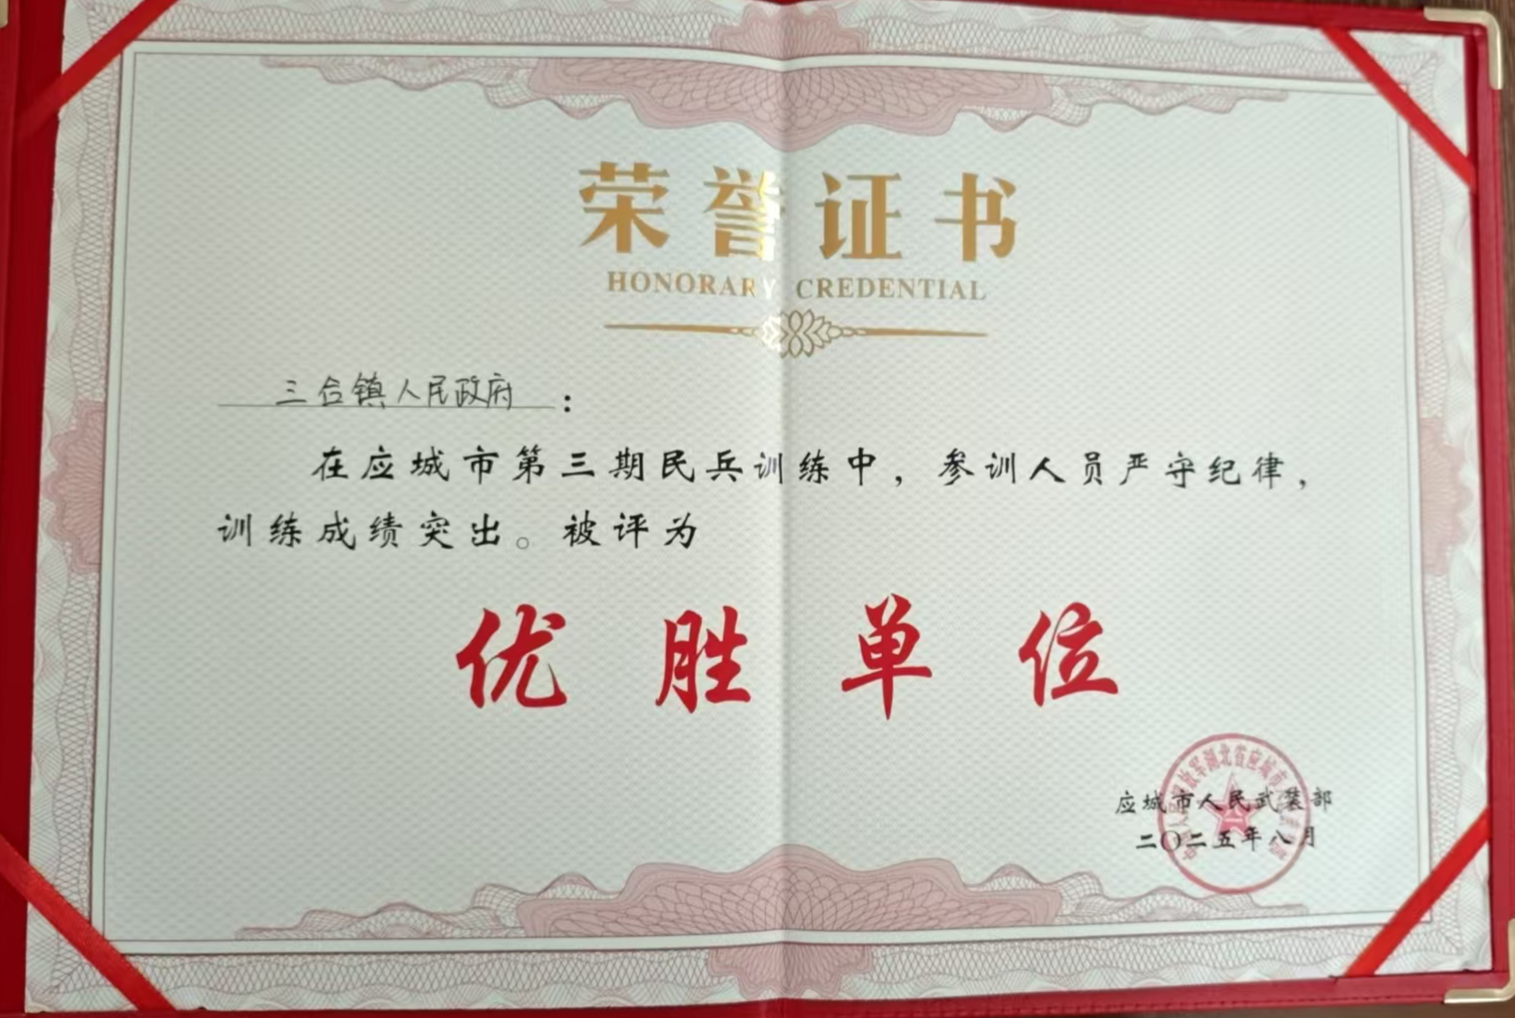 荣誉证书
HONORARY CREDENTIAL
三合镇人民政府：
在应城市第三期民兵训练中，参训人员严守纪律，
训练成绩突出。被评为
优胜单位
应城市人民武装部
二〇二五年八月
八一